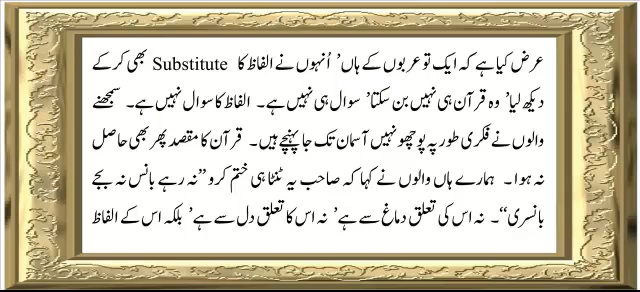 عرض کیا ہے کہ ایک تو عربوں کے ہاں’ اُنہوں نے الفاظ کا Substitute بھی کرکے
دیکھ لیا’ وہ قرآن ہی نہیں بن سکتا’ سوال ہی نہیں ہے۔ الفاظ کا سوال نہیں ہے۔ سمجھنے
والوں نے فکری طور پہ پوچھو نہیں آسمان تک جا پہنچے ہیں۔ قرآن کا مقصد پھر بھی حاصل
نہ ہوا ۔ ہمارے ہاں والوں نے کہا کہ صاحب یہ ٹنٹا ہی ختم کرو ”نہ رہے بانس نہ بجے
بانسری“۔ نہ اس کی تعلق دماغ سے ہے’ نہ اس کا تعلق دل سے ہے’ بلکہ اس کے الفاظ